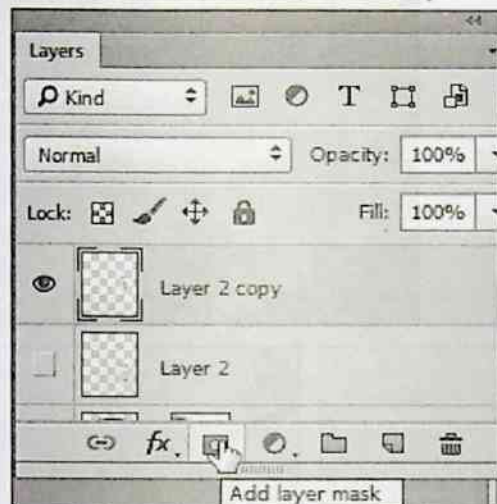 Layers
Kind
Normal Opacity: 100%
Lock: Fill: 100%
Layer 2 copy
Layer 2
fx.
Add layer mask